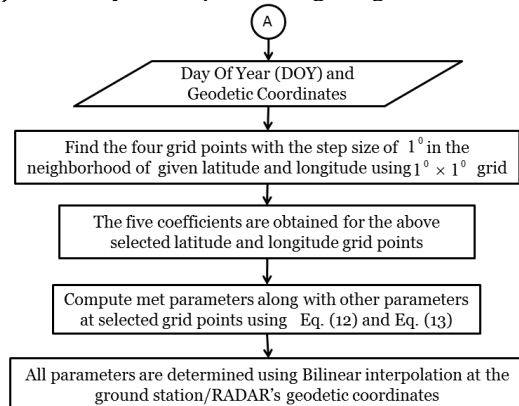 A
Day Of Year (DOY) and
Geodetic Coordinates
Find the four grid points with the step size of 1⁰ in the
neighborhood of given latitude and longitude using 1⁰ × 1⁰ grid
The five coefficients are obtained for the above
selected latitude and longitude grid points
Compute met parameters along with other parameters
at selected grid points using Eq. (12) and Eq. (13)
All parameters are determined using Bilinear interpolation at the
ground station/RADAR's geodetic coordinates